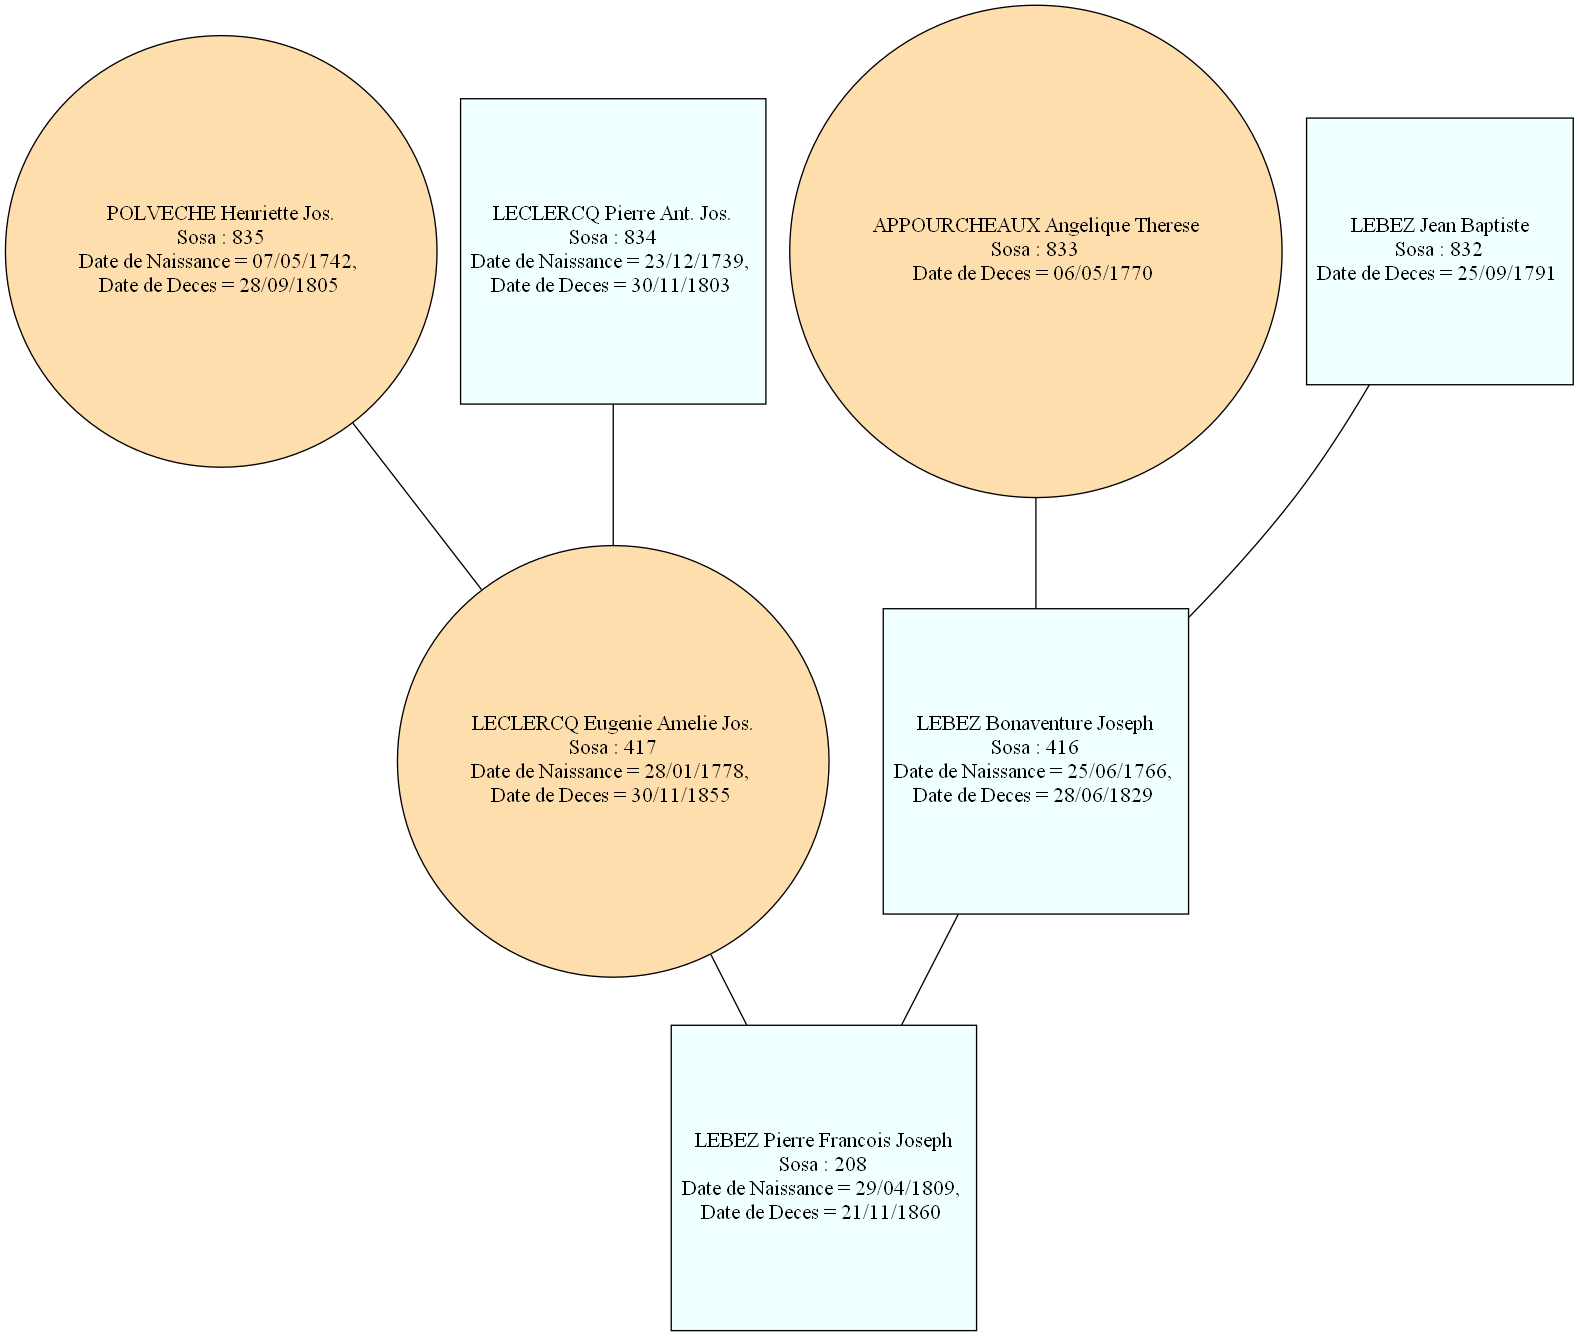 POLVECHE Henriette Jos.
Sosa : 835
Date de Naissance = 07/05/1742,
Date de Deces = 28/09/1805
LECLERCQ Pierre Ant. Jos.
Sosa : 834
Date de Naissance = 23/12/1739,
Date de Deces = 30/11/1803
APPOURCHEAUX Angelique Therese
Sosa : 833
Date de Deces = 06/05/1770
LEBEZ Jean Baptiste
Sosa : 832
Date de Deces = 25/09/1791
LECLERCQ Eugenie Amelie Jos.
Sosa : 417
Date de Naissance = 28/01/1778,
Date de Deces = 30/11/1855
LEBEZ Bonaventure Joseph
Sosa : 416
Date de Naissance = 25/06/1766,
Date de Deces = 28/06/1829
LEBEZ Pierre Francois Joseph
Sosa : 208
Date de Naissance = 29/04/1809,
Date de Deces = 21/11/1860